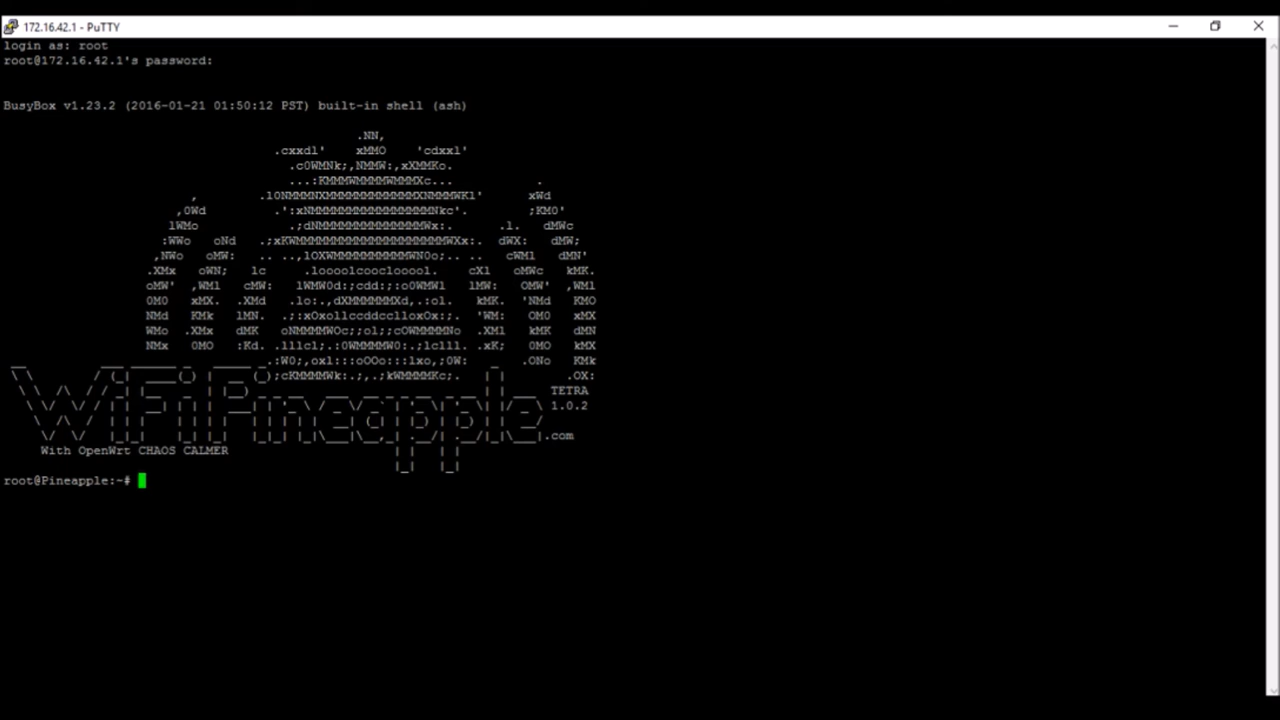 172.16.42.1 - PuTTY
login as: root
root@172.16.42.1's password:
BusyBox v1.23.2 (2016-01-21 01:50:12 PST) built-in shell (ash)
WiFiPineapple
TETRA
1.0.2
.com
With OpenWrt CHAOS CALMER
root@Pineapple:~#